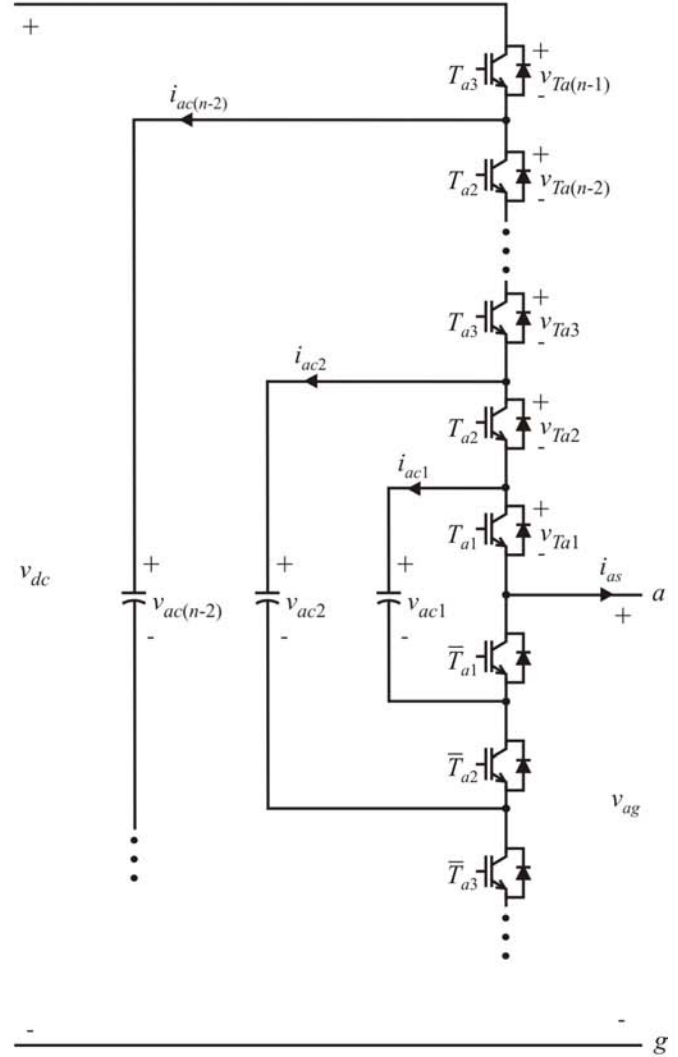 +
T_{a3} + v_{Ta(n-1)} -
i_{ac(n-2)}
T_{a2} + v_{Ta(n-2)} -
T_{a3} + v_{Ta3} -
i_{ac2}
T_{a2} + v_{Ta2} -
i_{ac1}
T_{a1} + v_{Ta1} -
v_{dc}
+ v_{ac(n-2)} -
+ v_{ac2} -
+ v_{ac1} -
i_{as} a
+
T̅_{a1}
T̅_{a2}
v_{ag}
T̅_{a3}
- -
g